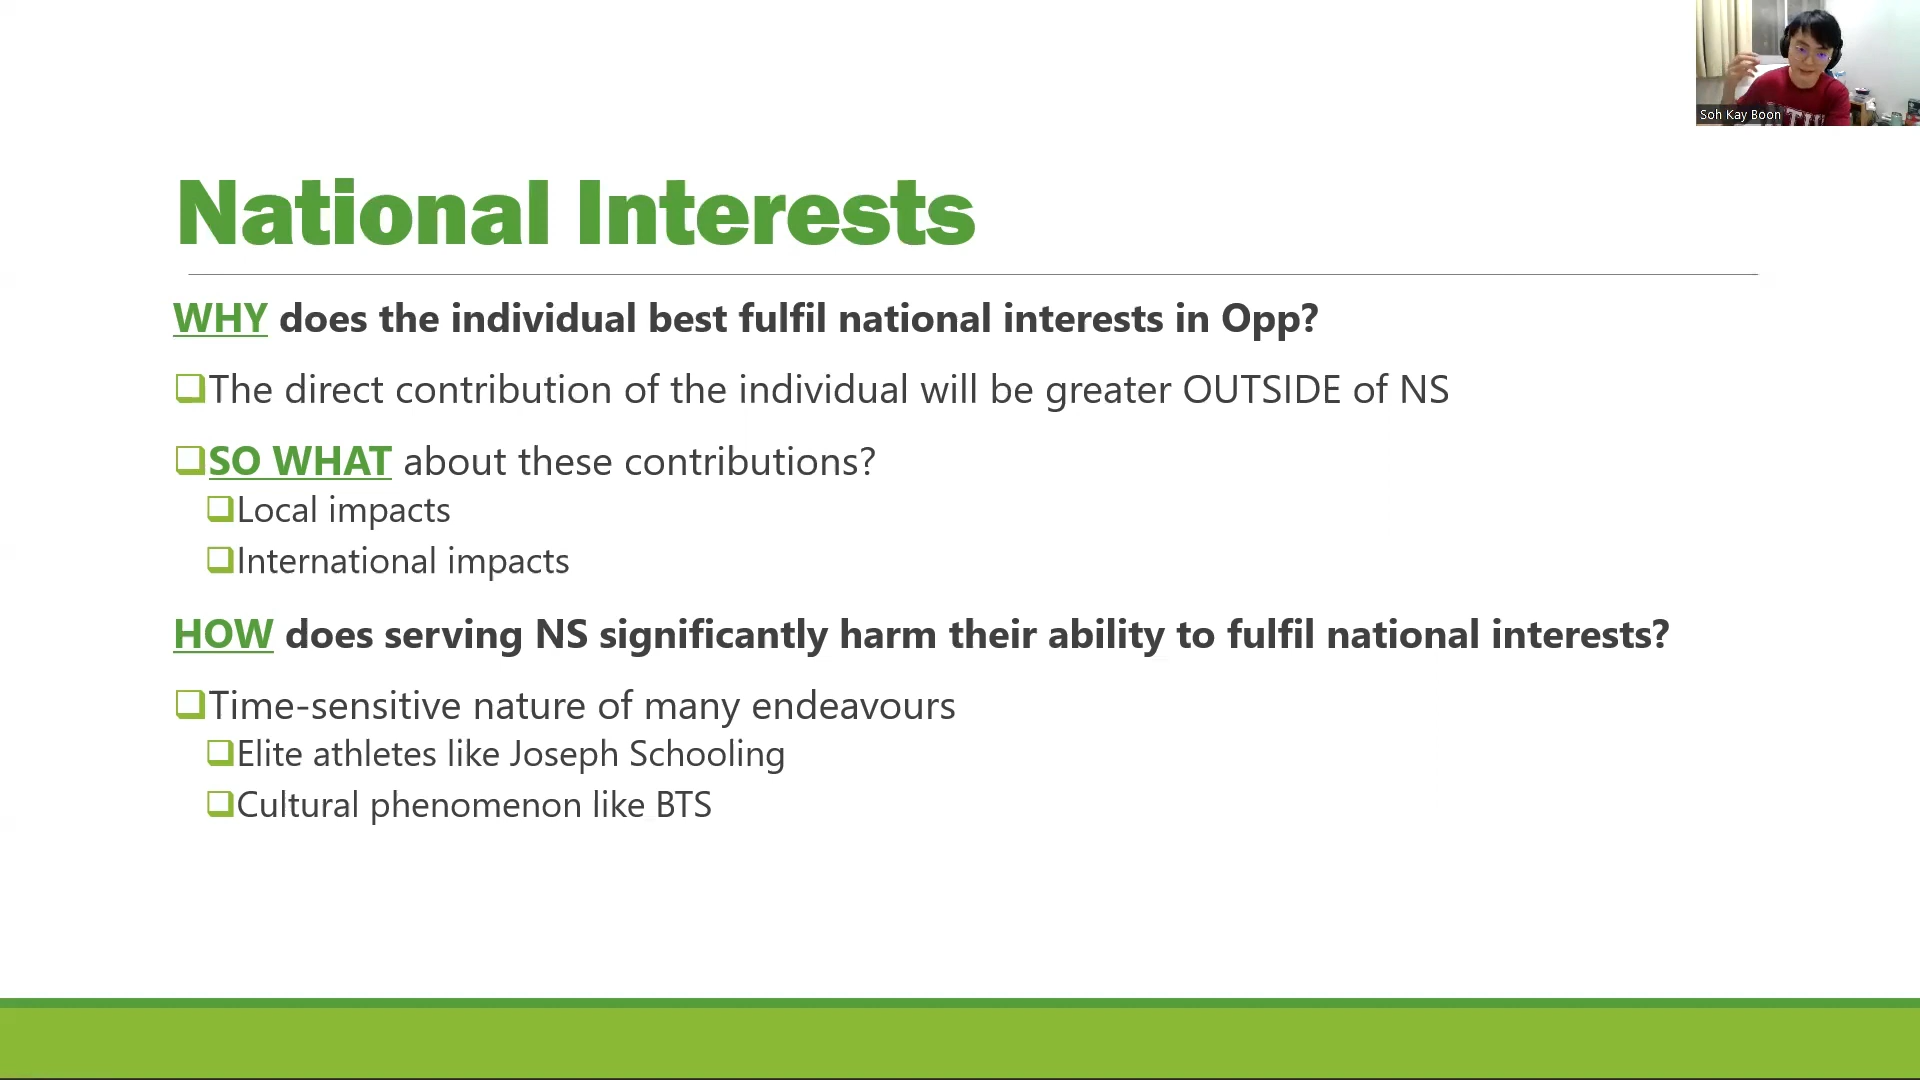 Soh Kay Boon
National Interests
WHY does the individual best fulfil national interests in Opp?
The direct contribution of the individual will be greater OUTSIDE of NS
SO WHAT about these contributions?
Local impacts
International impacts
HOW does serving NS significantly harm their ability to fulfil national interests?
Time-sensitive nature of many endeavours
Elite athletes like Joseph Schooling
Cultural phenomenon like BTS